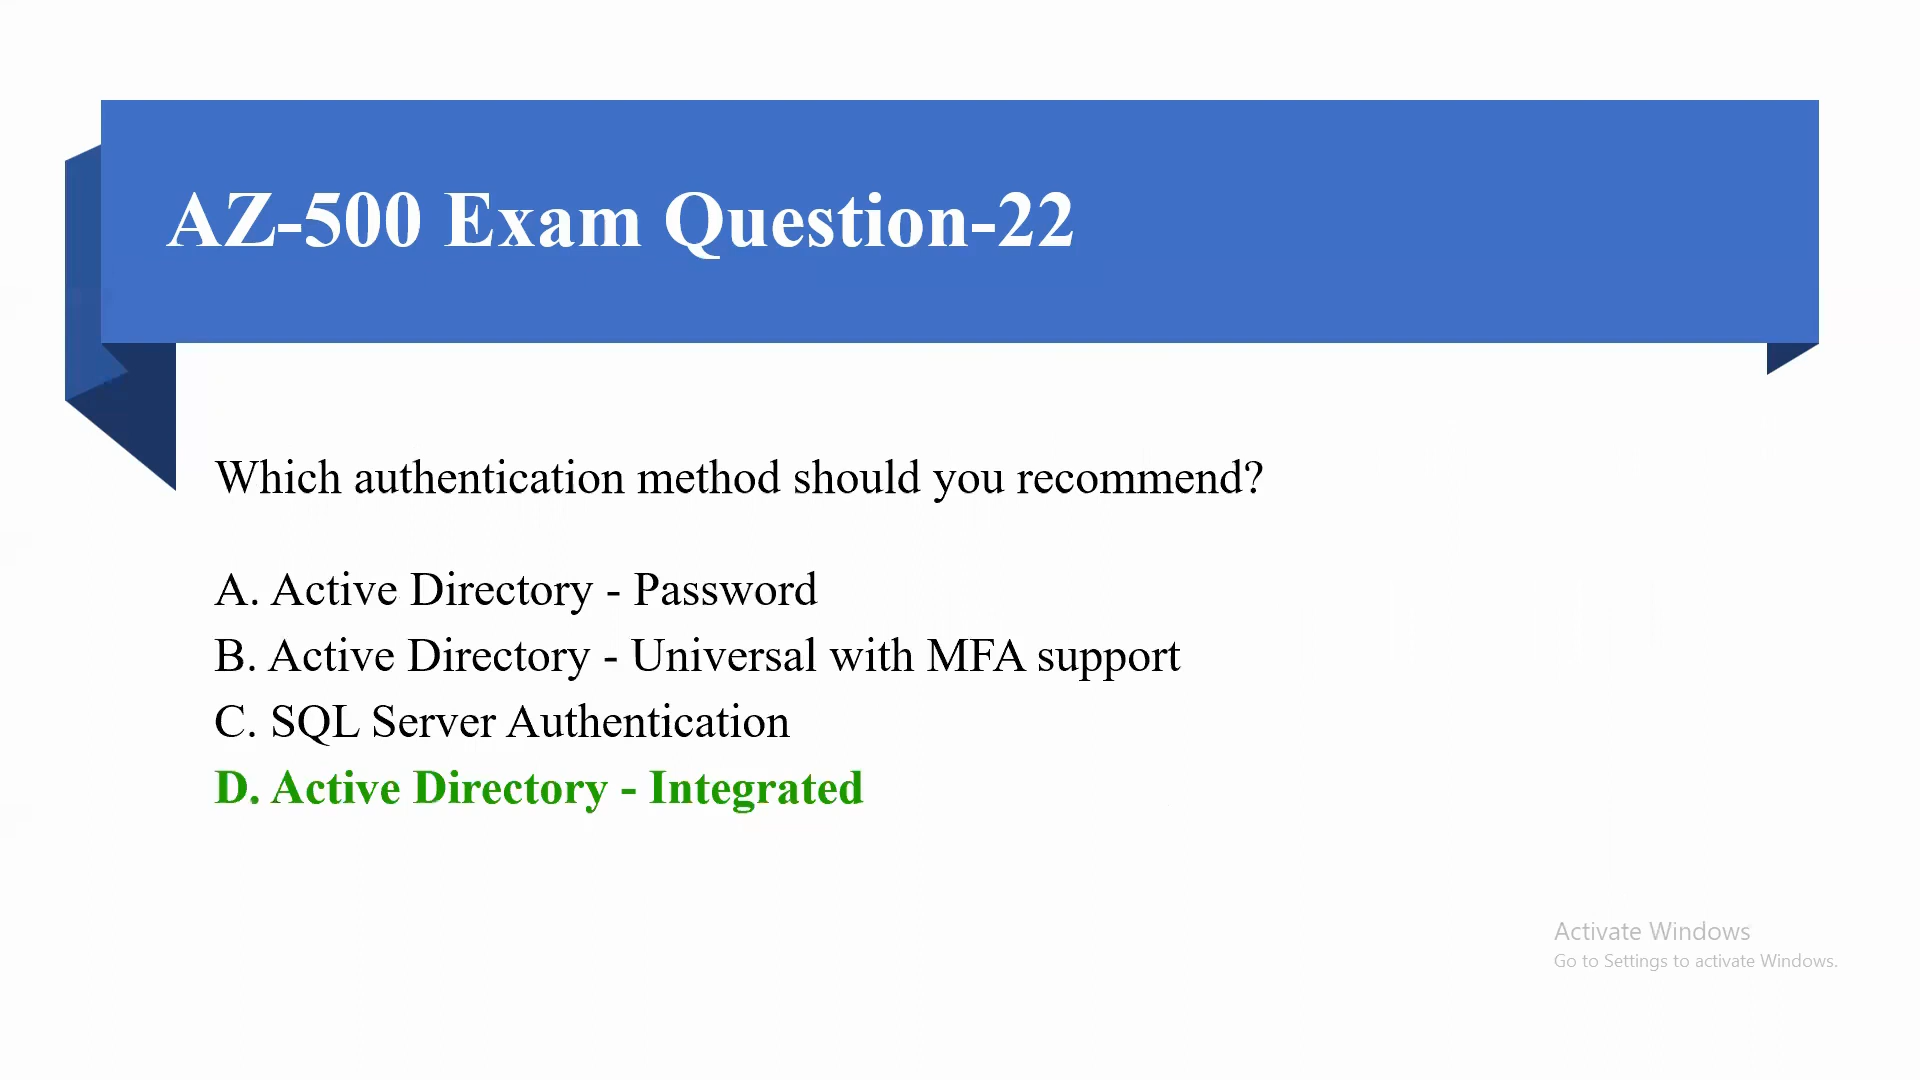 AZ-500 Exam Question-22
Which authentication method should you recommend?
A. Active Directory - Password
B. Active Directory - Universal with MFA support
C. SQL Server Authentication
D. Active Directory - Integrated
Activate Windows
Go to Settings to activate Windows.